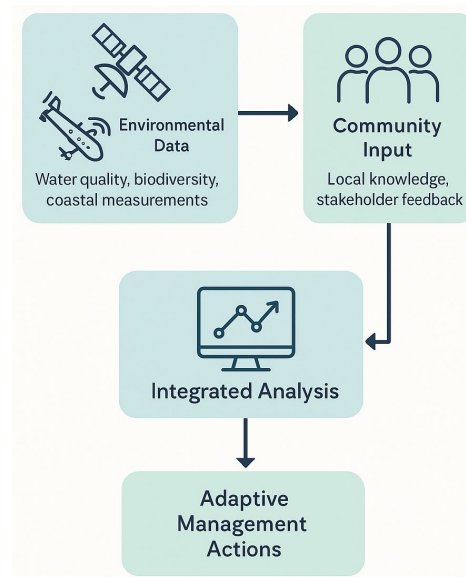 Environmental
Data
Water quality, biodiversity,
coastal measurements
Community
Input
Local knowledge,
stakeholder feedback
Integrated Analysis
Adaptive
Management
Actions